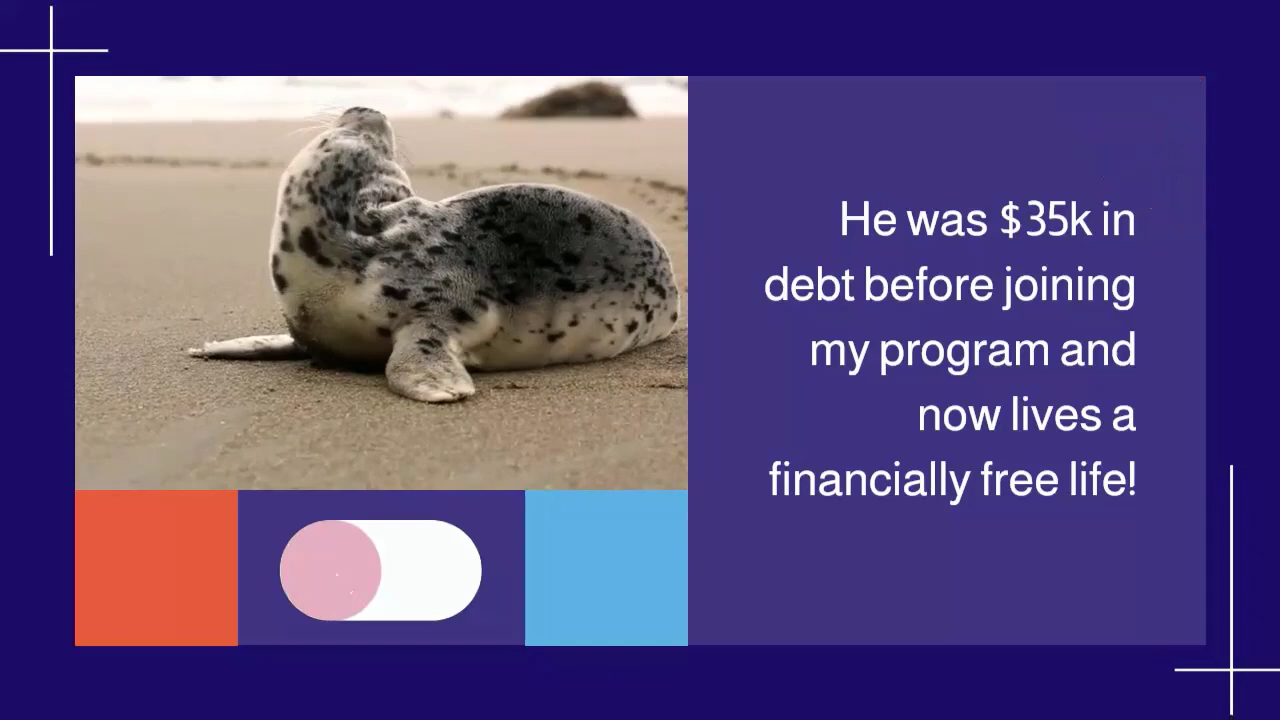 He was $35k in
debt before joining
my program and
now lives a
financially free life!